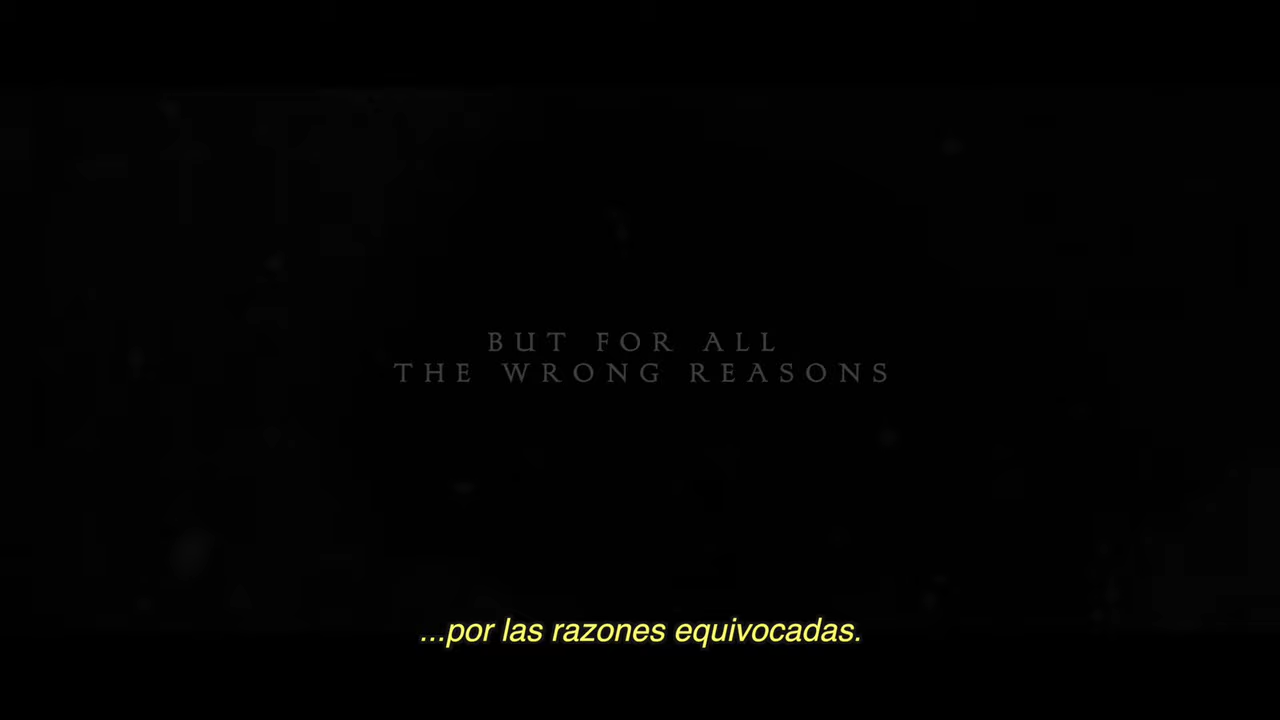 BUT FOR ALL
THE WRONG REASONS
...por las razones equivocadas.